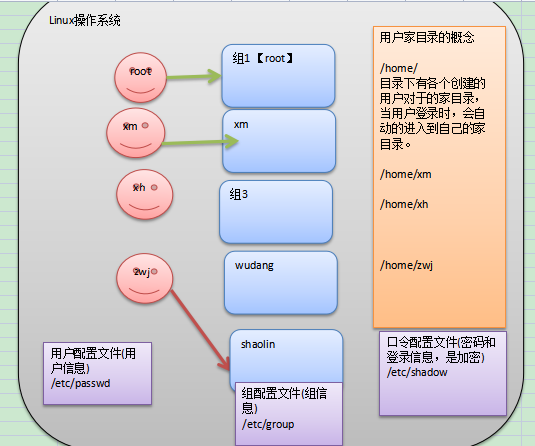 Linux操作系统
root
组1【root】
xm
xm
xh
组3
zwj
wudang
shaolin
用户家目录的概念
/home/
目录下有各个创建的
用户对于的家目录，
当用户登录时，会自
动的进入到自己的家
目录。
/home/xm
/home/xh
/home/zwj
用户配置文件(用
户信息)
/etc/passwd
组配置文件(组信
息)
/etc/group
口令配置文件(密码和
登录信息，是加密)
/etc/shadow